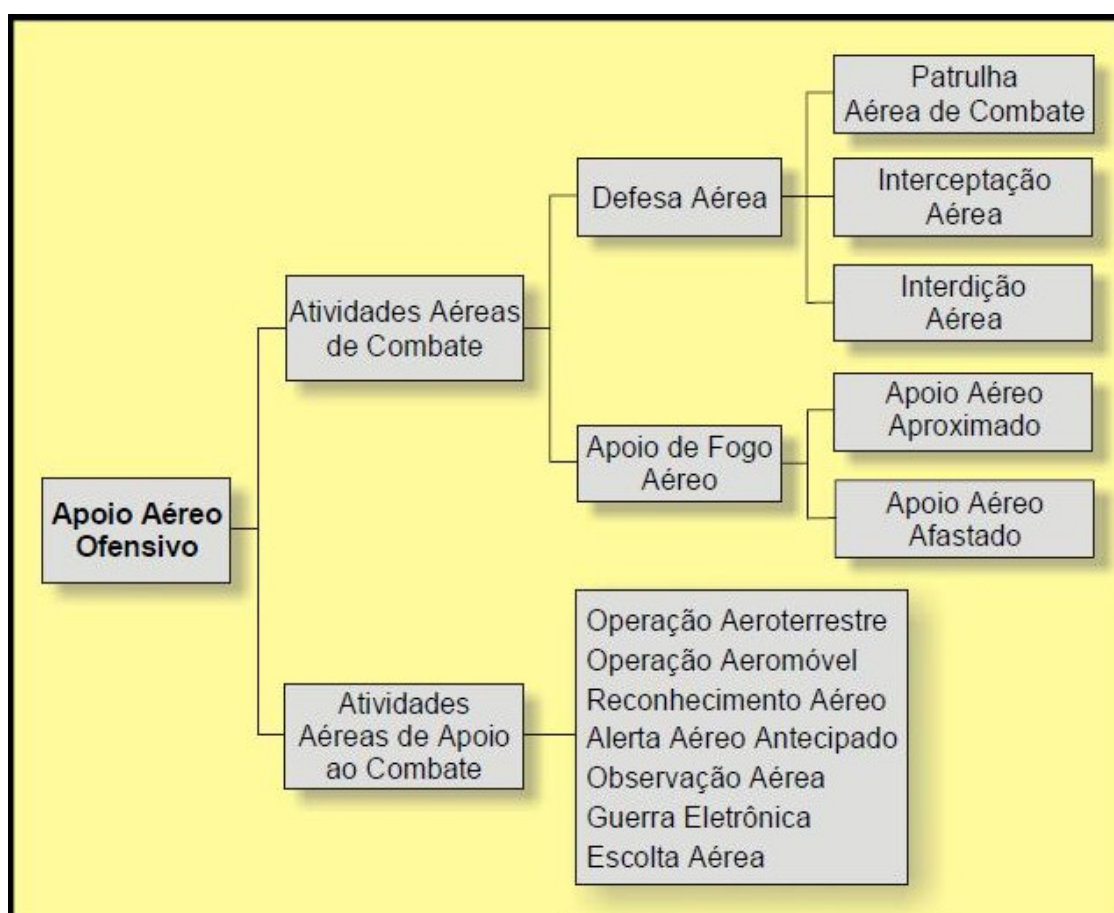 Apoio Aéreo
Ofensivo
Atividades Aéreas
de Combate
Defesa Aérea
Patrulha
Aérea de Combate
Interceptação
Aérea
Interdição
Aérea
Apoio de Fogo
Aéreo
Apoio Aéreo
Aproximado
Apoio Aéreo
Afastado
Atividades
Aéreas de Apoio
ao Combate
Operação Aeroterrestre
Operação Aeromóvel
Reconhecimento Aéreo
Alerta Aéreo Antecipado
Observação Aérea
Guerra Eletrônica
Escolta Aérea